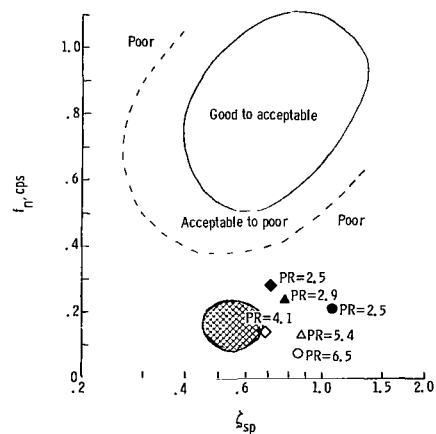 Poor
1.0
Good to acceptable
.8
.6
f_n, cps
Acceptable to poor
Poor
.4
PR=2.5
PR=2.9
.2
PR=4.1
PR=2.5
PR=5.4
PR=6.5
0
.2
.4
.6
.8
1.0
1.5
2.0
ζ_sp